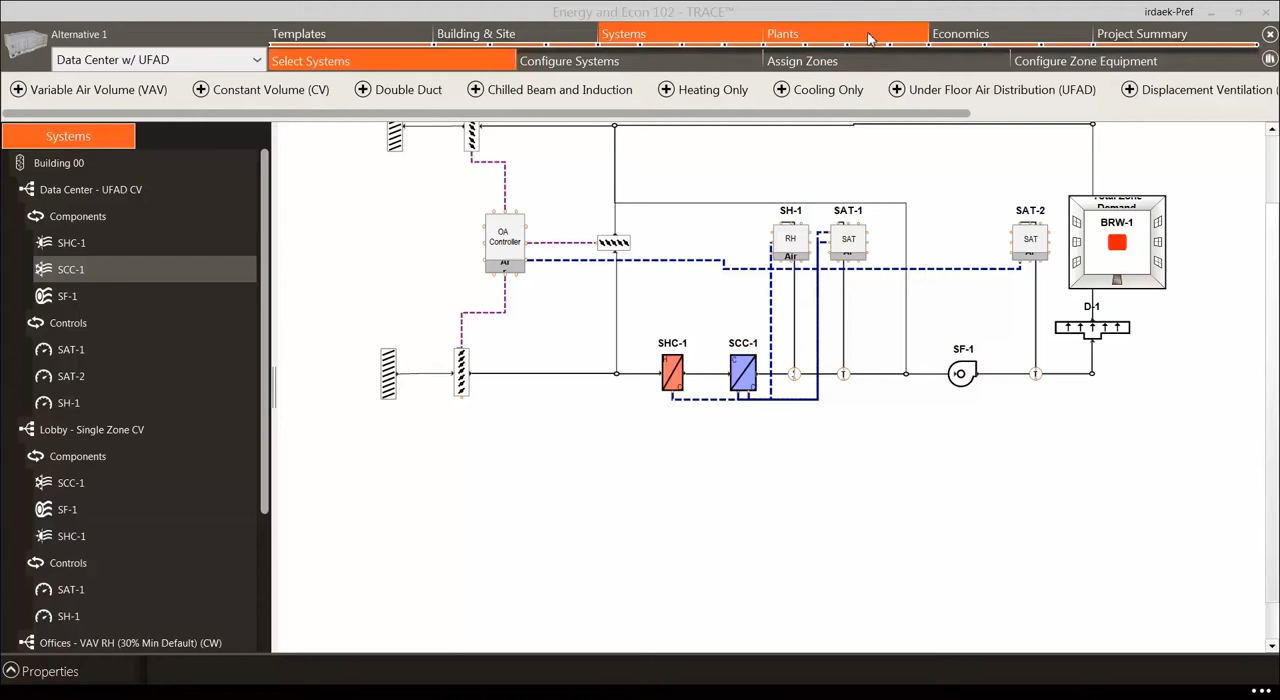 Energy and Econ 102 - TRACE™
irdaek-Pref
Alternative 1
Templates
Building & Site
Systems
Plants
Economics
Project Summary
Data Center w/ UFAD
Select Systems
Configure Systems
Assign Zones
Configure Zone Equipment
Variable Air Volume (VAV)
Constant Volume (CV)
Double Duct
Chilled Beam and Induction
Heating Only
Cooling Only
Under Floor Air Distribution (UFAD)
Displacement Ventilation (
Systems
Building 00
Data Center - UFAD CV
Components
SHC-1
SCC-1
SF-1
Controls
SAT-1
SAT-2
SH-1
Lobby - Single Zone CV
Components
SCC-1
SF-1
SHC-1
Controls
SAT-1
SH-1
Offices - VAV RH (30% Min Default) (CW)
Properties
OA
Controller
SH-1
RH
Air
SAT-1
SAT
SAT-2
SAT
Total Zone
Demand
BRW-1
D-1
SHC-1
SCC-1
T
SF-1
T